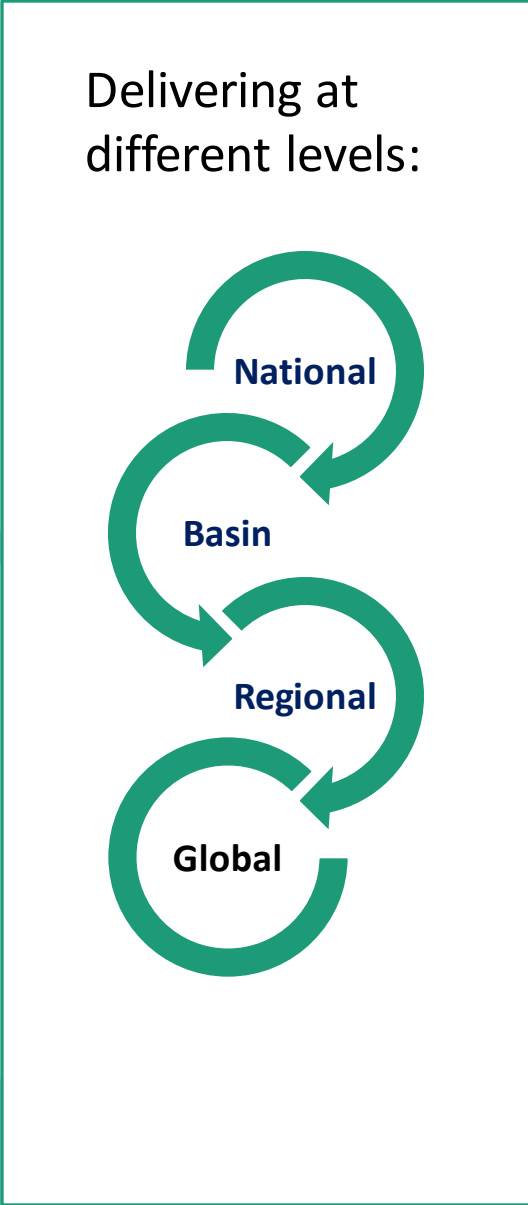 Delivering at
different levels:
National
Basin
Regional
Global